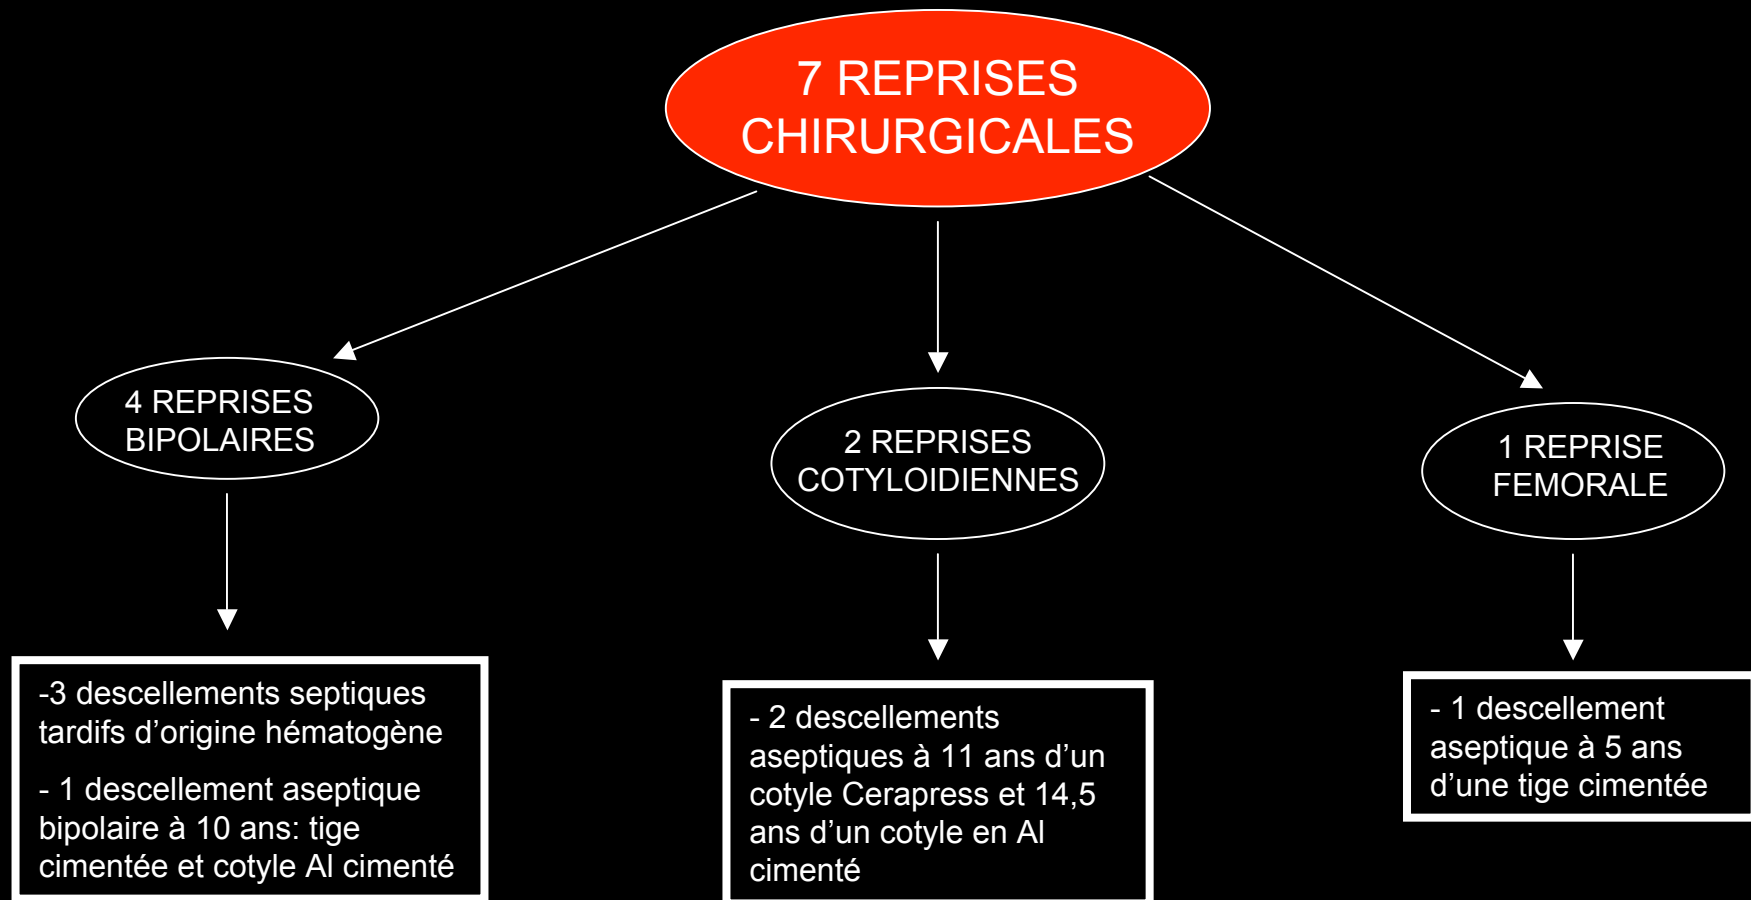 7 REPRISES
CHIRURGICALES
4 REPRISES
BIPOLAIRES
2 REPRISES
COTYLOIDIENNES
1 REPRISE
FEMORALE
-3 descellements septiques
tardifs d’origine hématogène
- 1 descellement aseptique
bipolaire à 10 ans: tige
cimentée et cotyle Al cimenté
- 2 descellements
aseptiques à 11 ans d’un
cotyle Cerapress et 14,5
ans d’un cotyle en Al
cimenté
- 1 descellement
aseptique à 5 ans
d’une tige cimentée